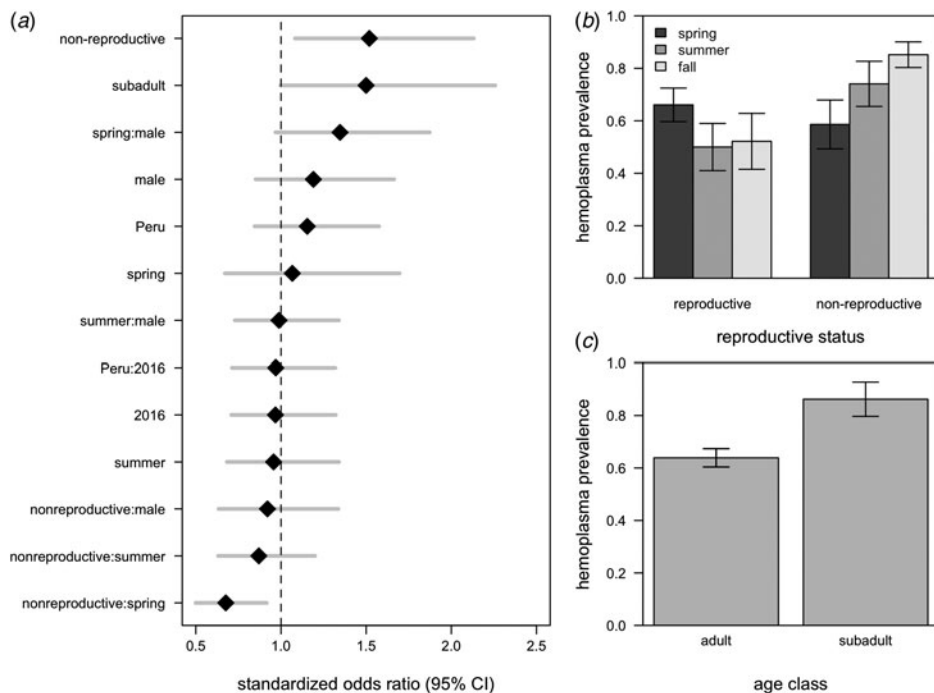 (a)
non-reproductive
subadult
spring:male
male
Peru
spring
summer:male
Peru:2016
2016
summer
nonreproductive:male
nonreproductive:summer
nonreproductive:spring
0.5 1.0 1.5 2.0 2.5
standardized odds ratio (95% CI)
(b)
hemoplasma prevalence
1.0
0.8
0.6
0.4
0.2
0.0
spring
summer
fall
reproductive non-reproductive
reproductive status
(c)
hemoplasma prevalence
1.0
0.8
0.6
0.4
0.2
0.0
adult subadult
age class